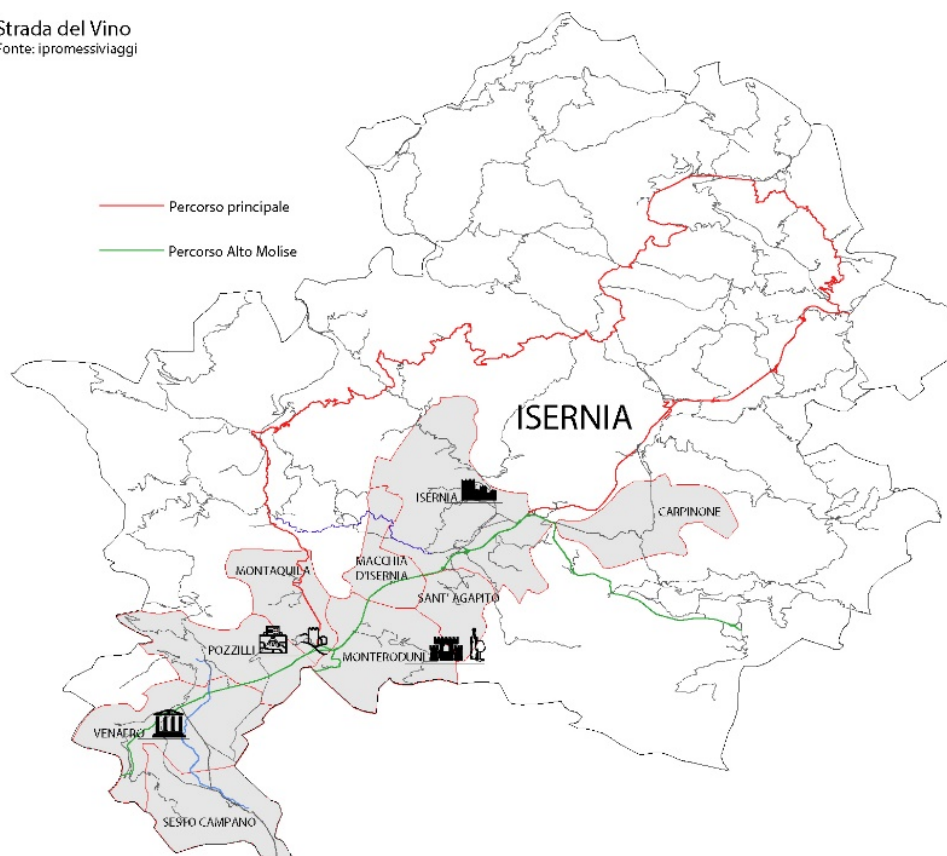 Strada del Vino
Fonte: ipromessiviaggi
Percorso principale
Percorso Alto Molise
ISERNIA
ISERNIA
CARPINONE
MACCHIA
D'ISERNIA
MONTAQUILA
SANT' AGAPITO
POZZILLI
MONTERODUNI
VENAFRO
SESTO CAMPANO